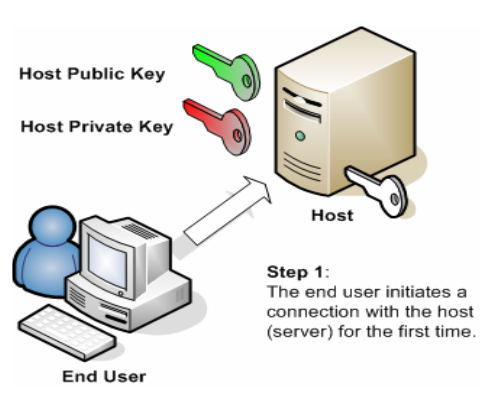 Host Public Key
Host Private Key
Host
Step 1:
The end user initiates a
connection with the host
(server) for the first time.
End User